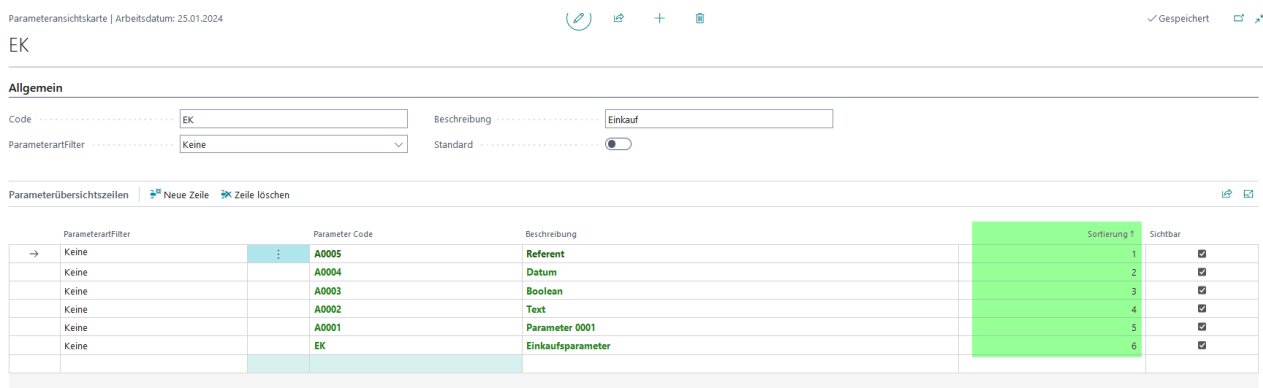 Parameteransichtskarte | Arbeitsdatum: 25.01.2024 Gespeichert
EK
Allgemein
Code EK Beschreibung Einkauf
ParameterartFilter Keine Standard
Parameterübersichtszeilen Neue Zeile Zeile löschen
ParameterartFilter Parameter Code Beschreibung Sortierung ↑ Sichtbar
Keine A0005 Referent 1
Keine A0004 Datum 2
Keine A0003 Boolean 3
Keine A0002 Text 4
Keine A0001 Parameter 0001 5
Keine EK Einkaufsparameter 6